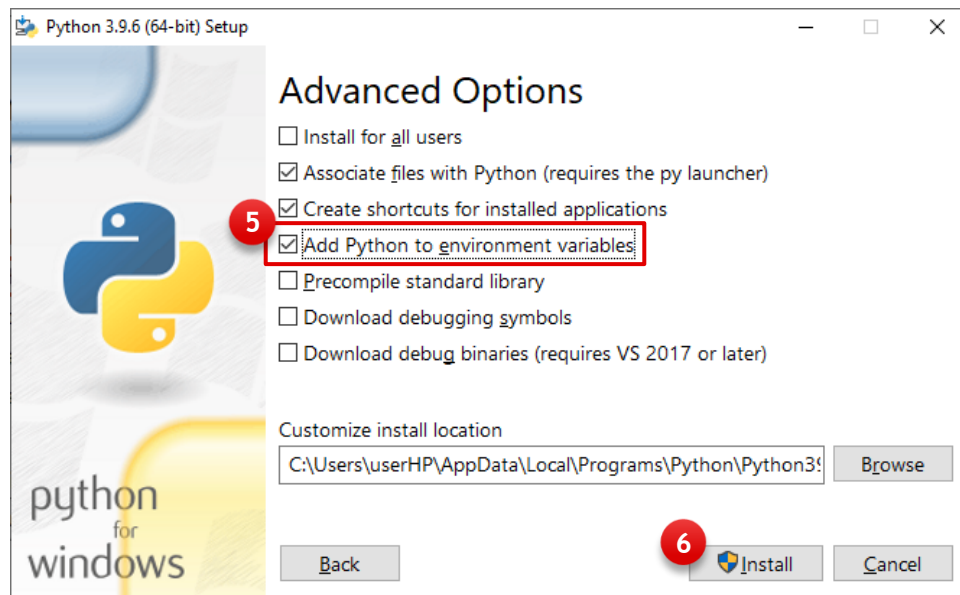 Python 3.9.6 (64-bit) Setup
Advanced Options
Install for all users
Associate files with Python (requires the py launcher)
Create shortcuts for installed applications
5
Add Python to environment variables
Precompile standard library
Download debugging symbols
Download debug binaries (requires VS 2017 or later)
Customize install location
C:\Users\userHP\AppData\Local\Programs\Python\Python39
Browse
python
for
windows
Back
6
Install
Cancel